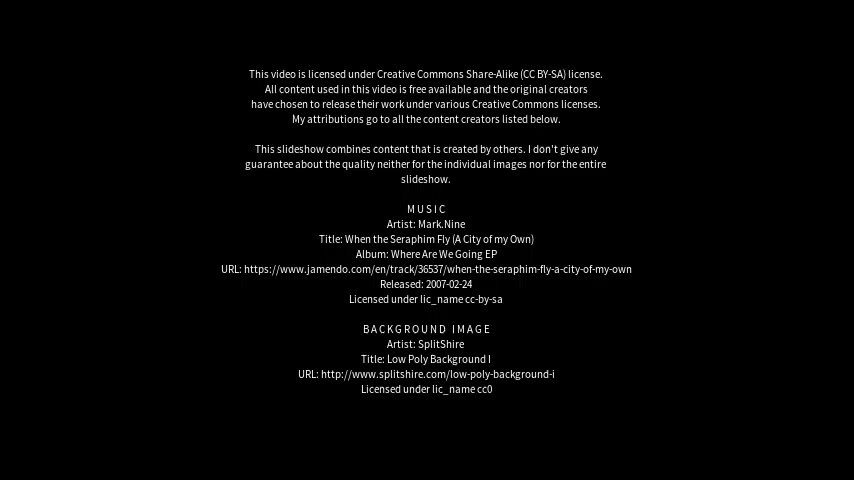 This video is licensed under Creative Commons Share-Alike (CC BY-SA) license.
All content used in this video is free available and the original creators
have chosen to release their work under various Creative Commons licenses.
My attributions go to all the content creators listed below.
This slideshow combines content that is created by others. I don't give any
guarantee about the quality neither for the individual images nor for the entire
slideshow.
MUSIC
Artist: Mark.Nine
Title: When the Seraphim Fly (A City of my Own)
Album: Where Are We Going EP
URL: https://www.jamendo.com/en/track/36537/when-the-seraphim-fly-a-city-of-my-own
Released: 2007-02-24
Licensed under lic_name cc-by-sa
BACKGROUND IMAGE
Artist: SplitShire
Title: Low Poly Background I
URL: http://www.splitshire.com/low-poly-background-i
Licensed under lic_name cc0